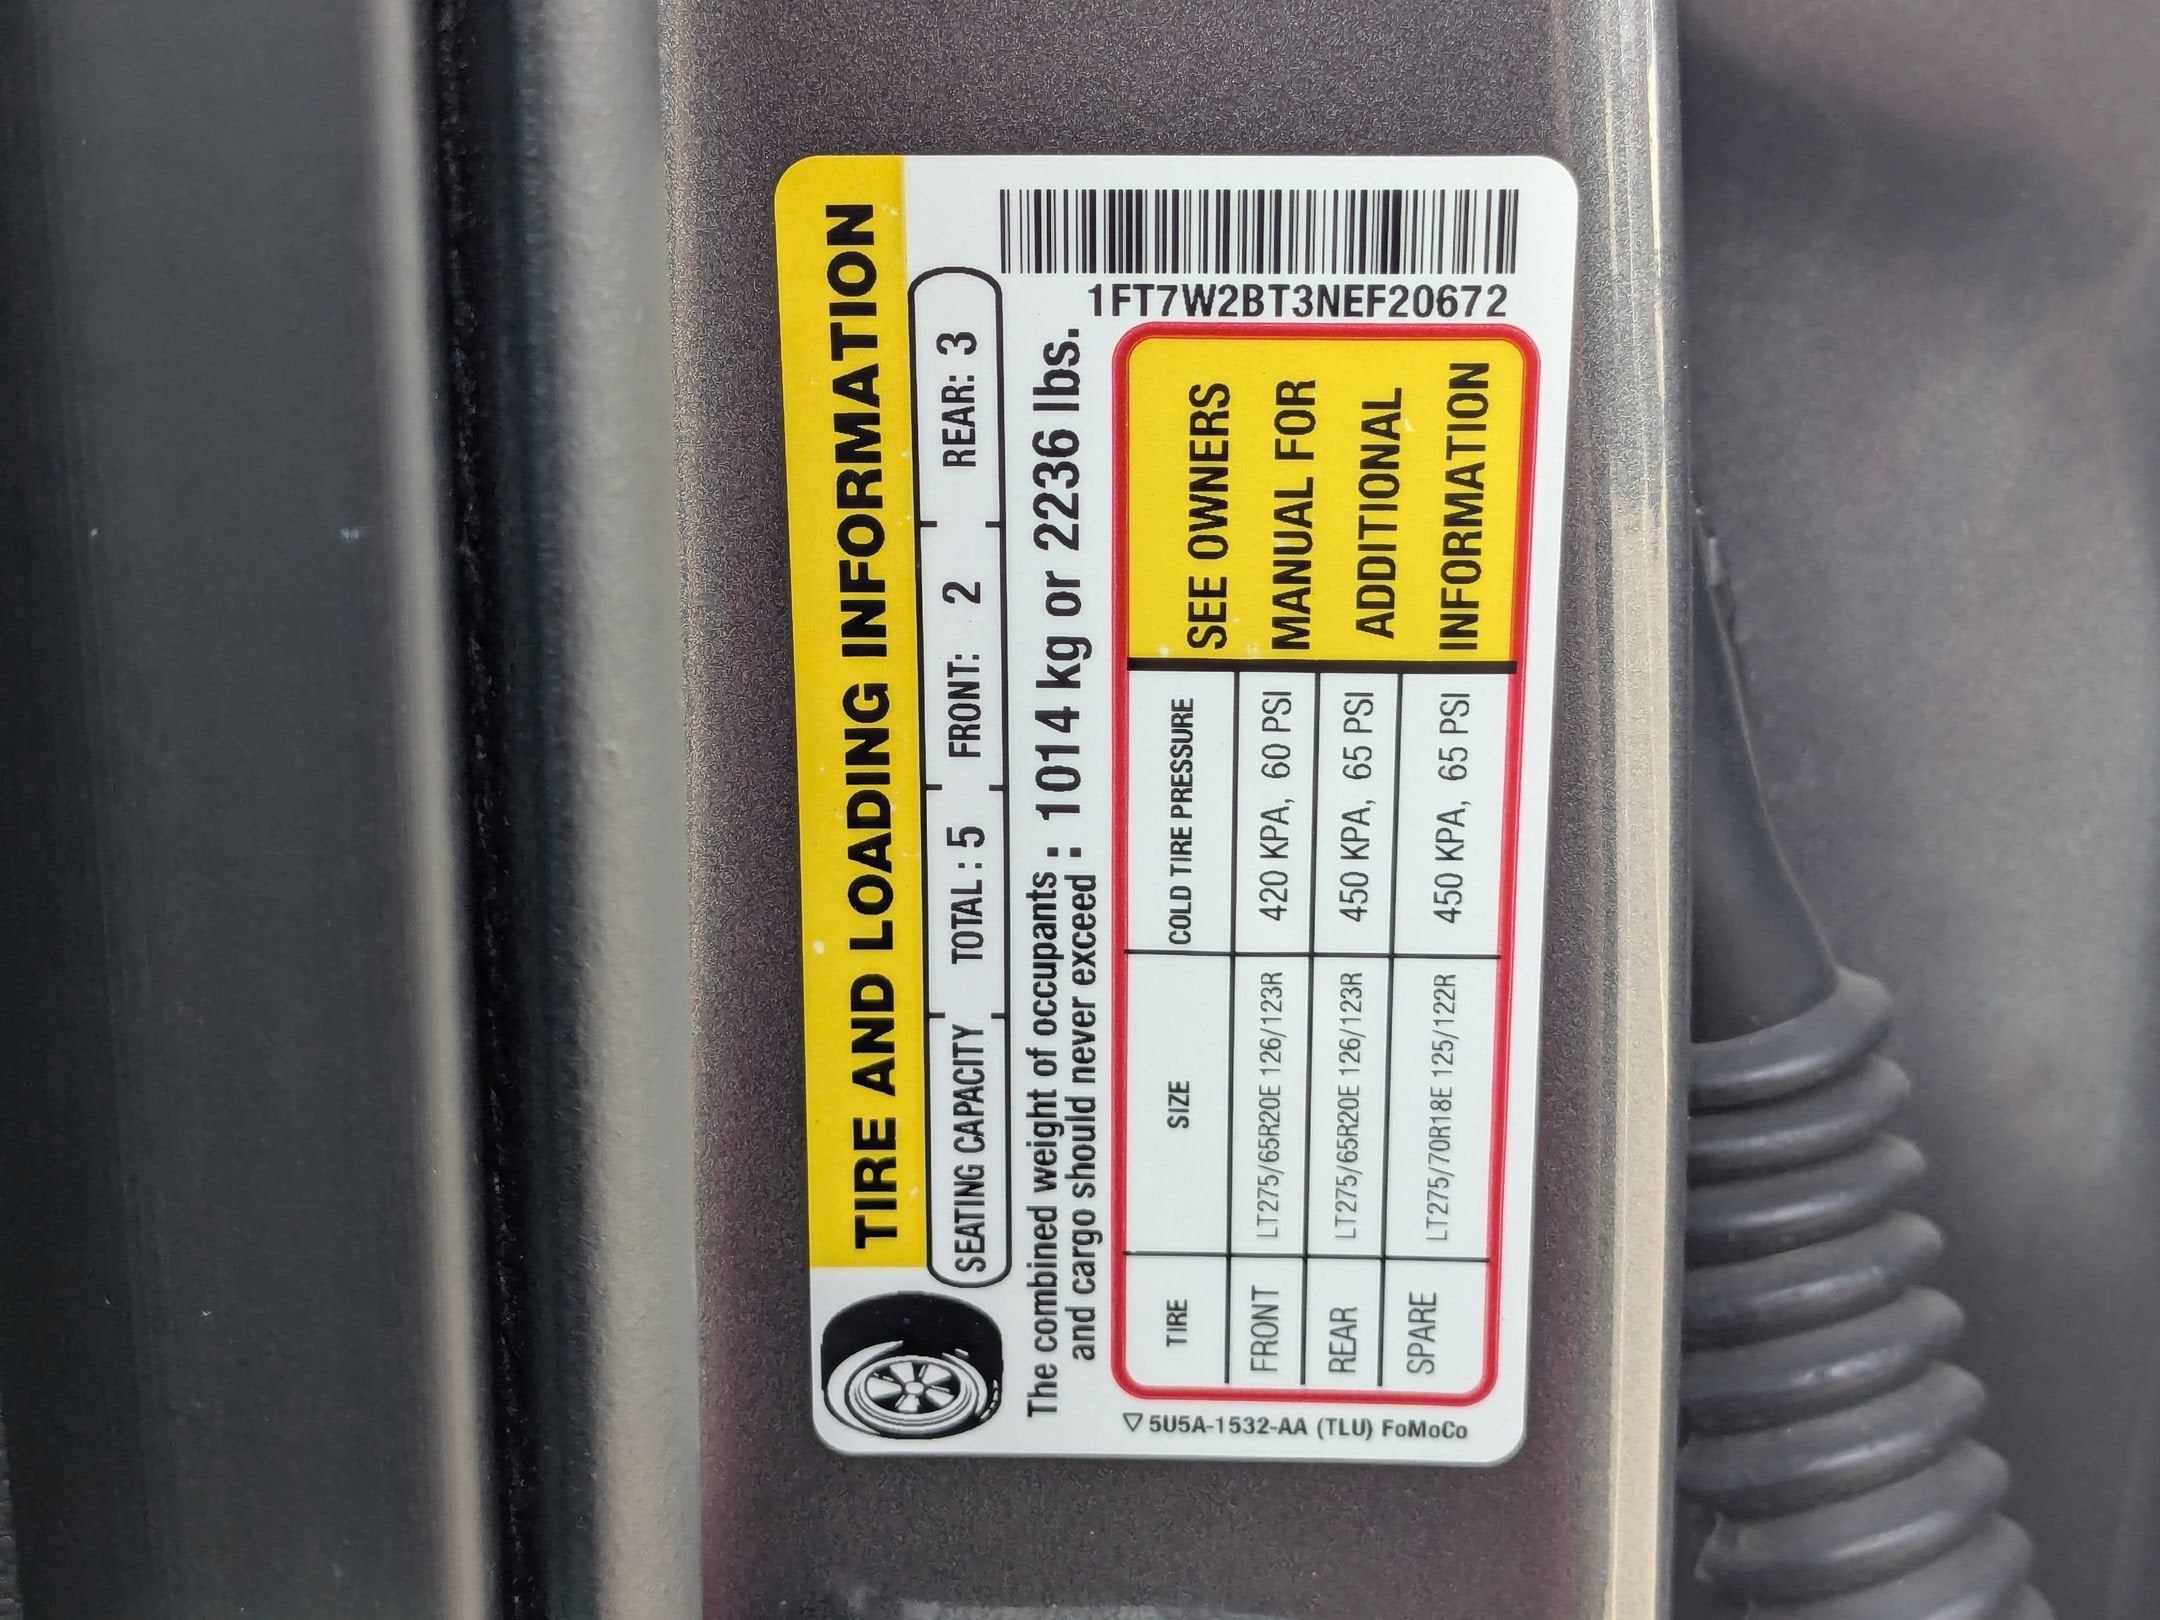 TIRE AND LOADING INFORMATION
SEATING CAPACITY TOTAL : 5 FRONT: 2 REAR: 3
The combined weight of occupants
and cargo should never exceed : 1014 kg or 2236 lbs.
TIRE SIZE COLD TIRE PRESSURE
FRONT LT275/65R20E 126/123R 420 KPA, 60 PSI
REAR LT275/65R20E 126/123R 450 KPA, 65 PSI
SPARE LT275/70R18E 125/122R 450 KPA, 65 PSI
SEE OWNERS
MANUAL FOR
ADDITIONAL
INFORMATION
1FT7W2BT3NEF20672
▽ 5U5A-1532-AA (TLU) FoMoCo